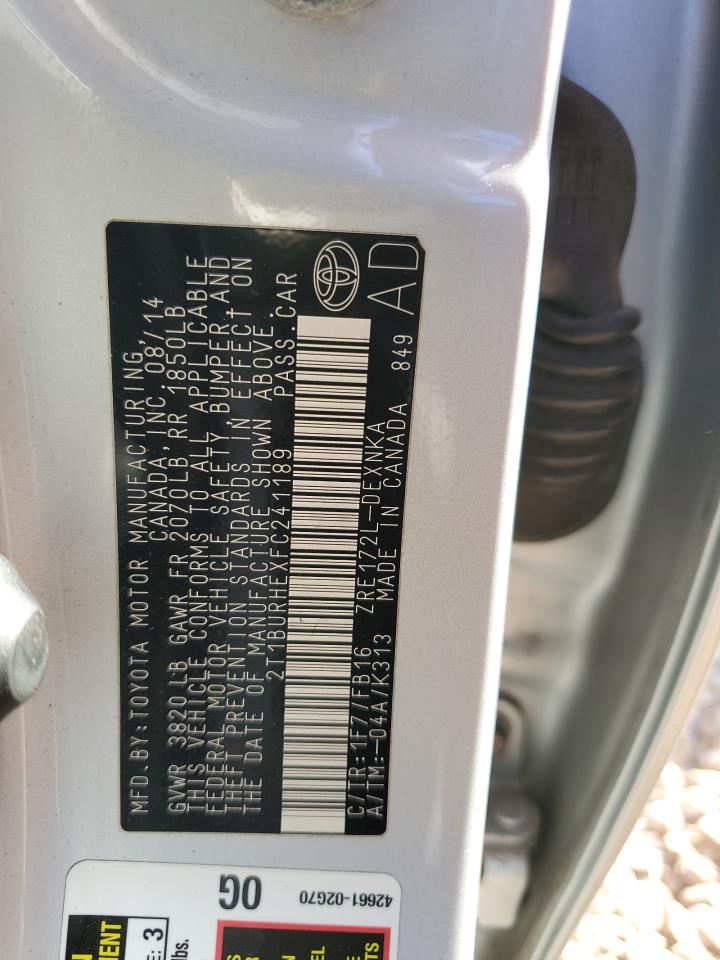 MFD.BY:TOYOTA MOTOR MANUFACTURING,
CANADA,INC.08/14
GVWR 3820 LB GAWR FR 2070LB RR 1850LB
THIS VEHICLE CONFORMS TO ALL APPLICABLE
FEDERAL MOTOR VEHICLE SAFETY,BUMPER,AND
THEFT PREVENTION STANDARDS IN EFFECT ON
THE DATE OF MANUFACTURE SHOWN ABOVE.
2T1BURHEXFC241189 PASS.CAR
C/TR:1F7/FB16 ZRE172L-DEXNKA
A/TM:-04A/K313 MADE IN CANADA 849
AD
0G
42661-02G70
3
lbs.